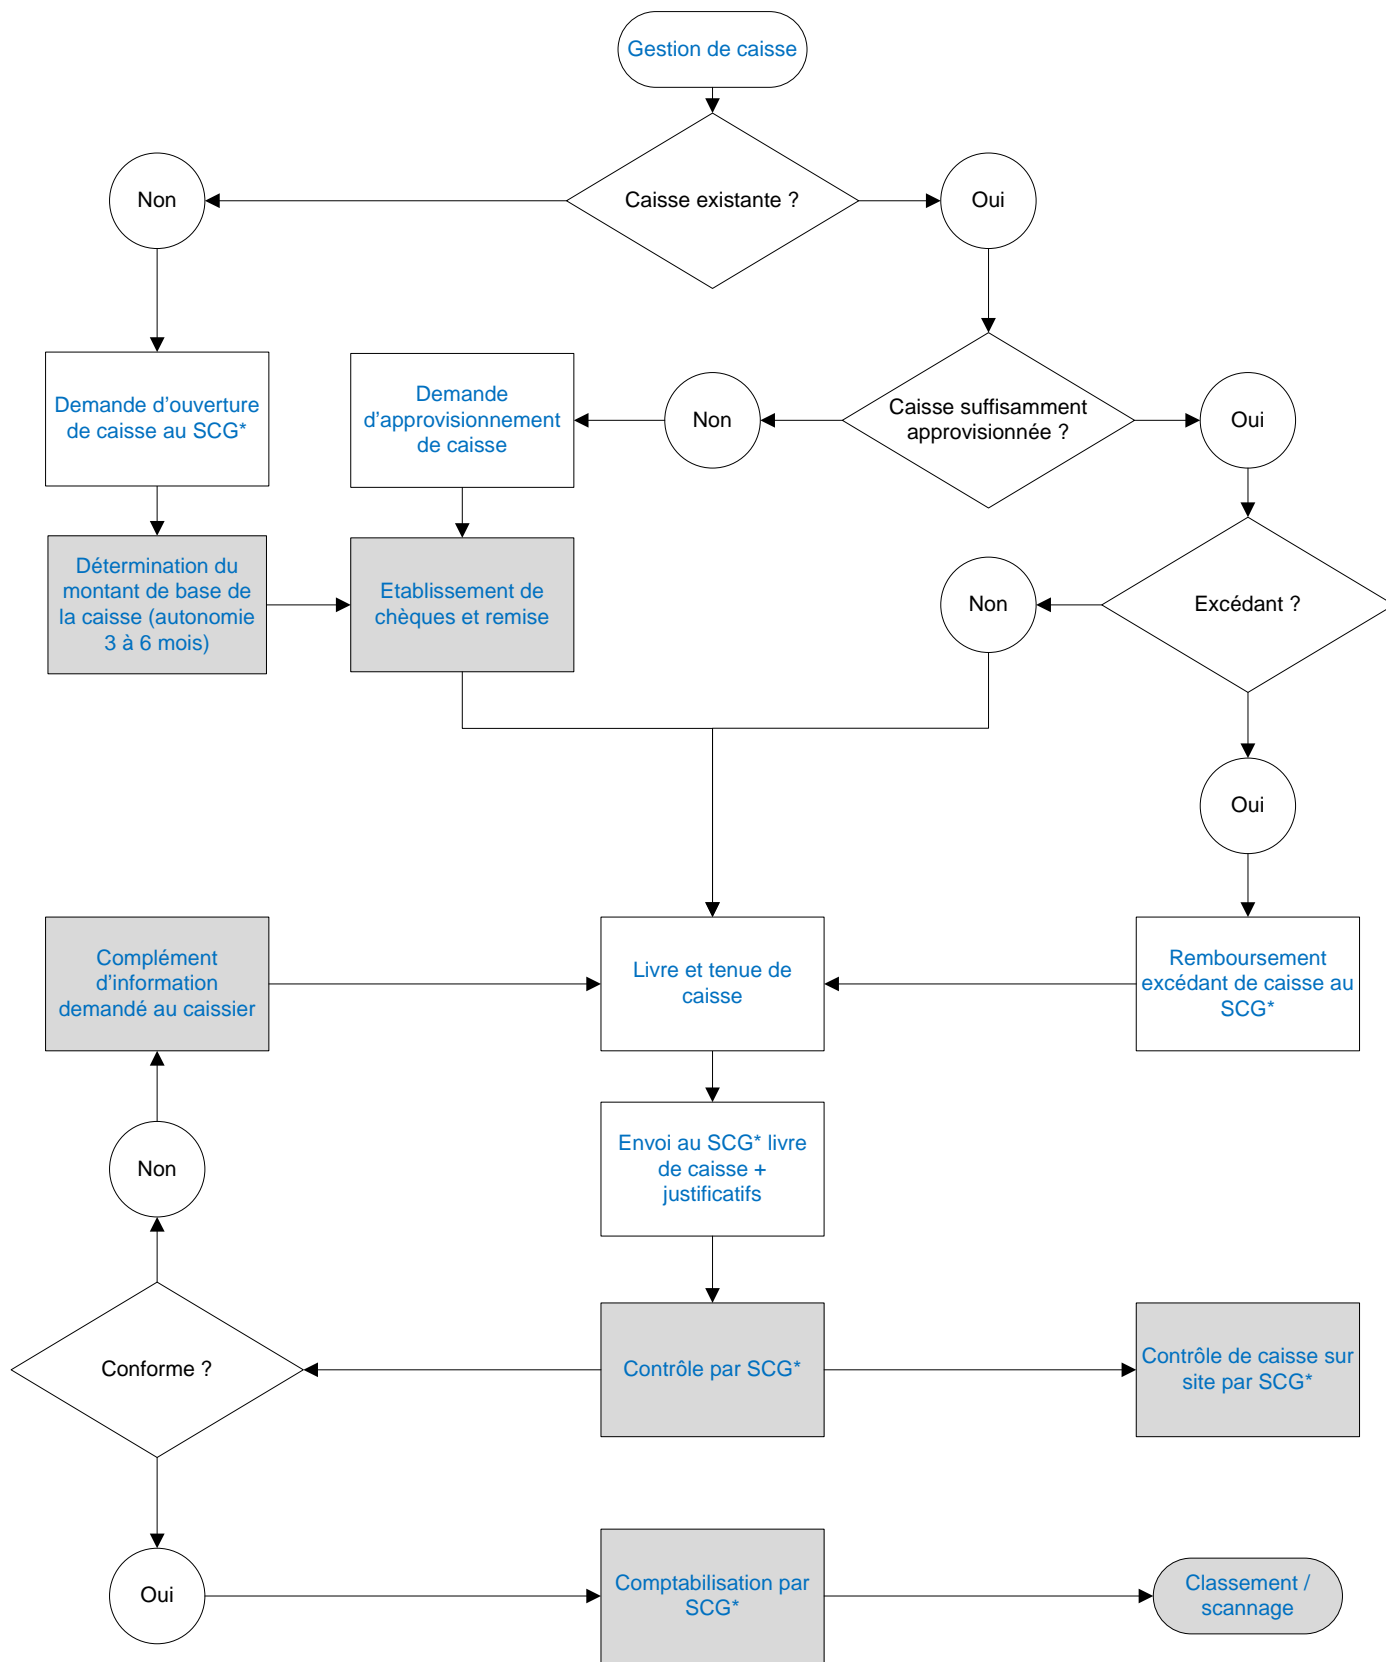 Gestion de caisse
Non
Caisse existante ?
Oui
Demande d’ouverture
de caisse au SCG*
Demande
d’approvisionnement
de caisse
Non
Caisse suffisamment
approvisionnée ?
Oui
Détermination du
montant de base de
la caisse (autonomie
3 à 6 mois)
Etablissement de
chèques et remise
Non
Excédant ?
Oui
Complément
d’information
demandé au caissier
Livre et tenue de
caisse
Remboursement
excédant de caisse au
SCG*
Non
Envoi au SCG* livre
de caisse +
justificatifs
Conforme ?
Contrôle par SCG*
Contrôle de caisse sur
site par SCG*
Oui
Comptabilisation par
SCG*
Classement /
scannage